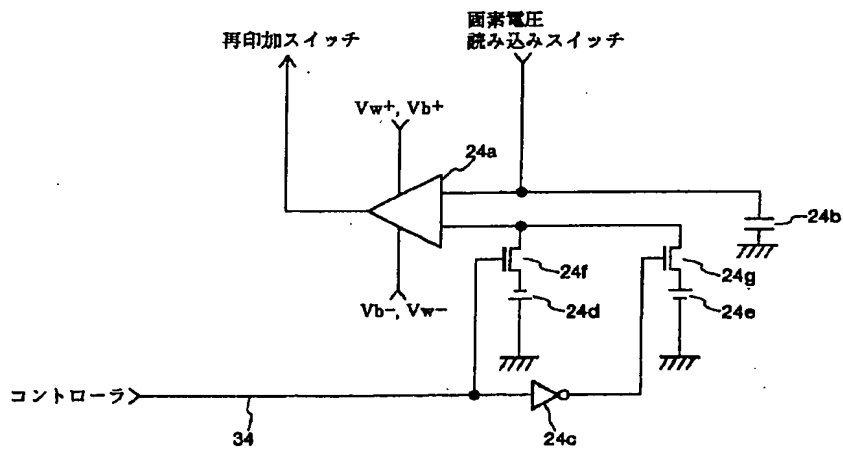 画素電圧
再印加スイッチ 読み込みスイッチ
Vw+, Vb+
24a
24b
24f
24g
24d
24e
Vb-, Vw-
コントローラ
34
24c